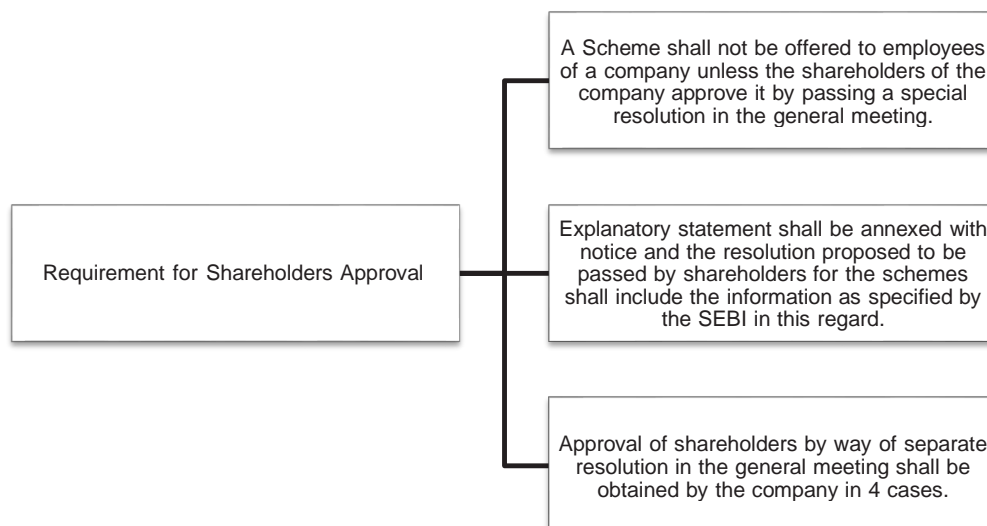 Requirement for Shareholders Approval
A Scheme shall not be offered to employees
of a company unless the shareholders of the
company approve it by passing a special
resolution in the general meeting.
Explanatory statement shall be annexed with
notice and the resolution proposed to be
passed by shareholders for the schemes
shall include the information as specified by
the SEBI in this regard.
Approval of shareholders by way of separate
resolution in the general meeting shall be
obtained by the company in 4 cases.